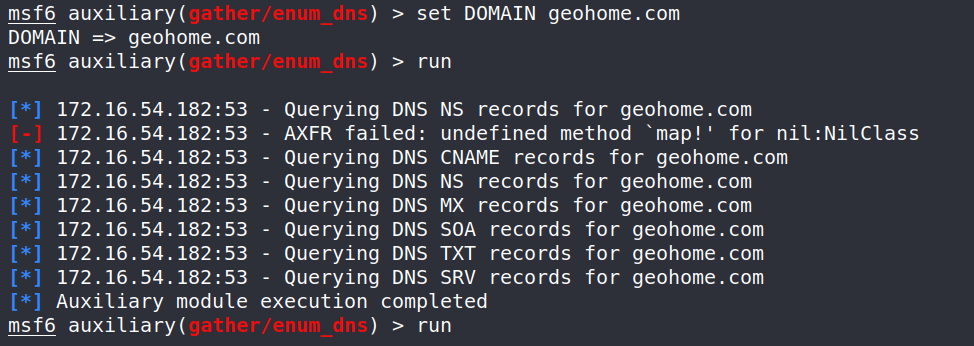 msf6 auxiliary(gather/enum_dns) > set DOMAIN geohome.com
DOMAIN => geohome.com
msf6 auxiliary(gather/enum_dns) > run
[*] 172.16.54.182:53 - Querying DNS NS records for geohome.com
[-] 172.16.54.182:53 - AXFR failed: undefined method `map!' for nil:NilClass
[*] 172.16.54.182:53 - Querying DNS CNAME records for geohome.com
[*] 172.16.54.182:53 - Querying DNS NS records for geohome.com
[*] 172.16.54.182:53 - Querying DNS MX records for geohome.com
[*] 172.16.54.182:53 - Querying DNS SOA records for geohome.com
[*] 172.16.54.182:53 - Querying DNS TXT records for geohome.com
[*] 172.16.54.182:53 - Querying DNS SRV records for geohome.com
[*] Auxiliary module execution completed
msf6 auxiliary(gather/enum_dns) > run